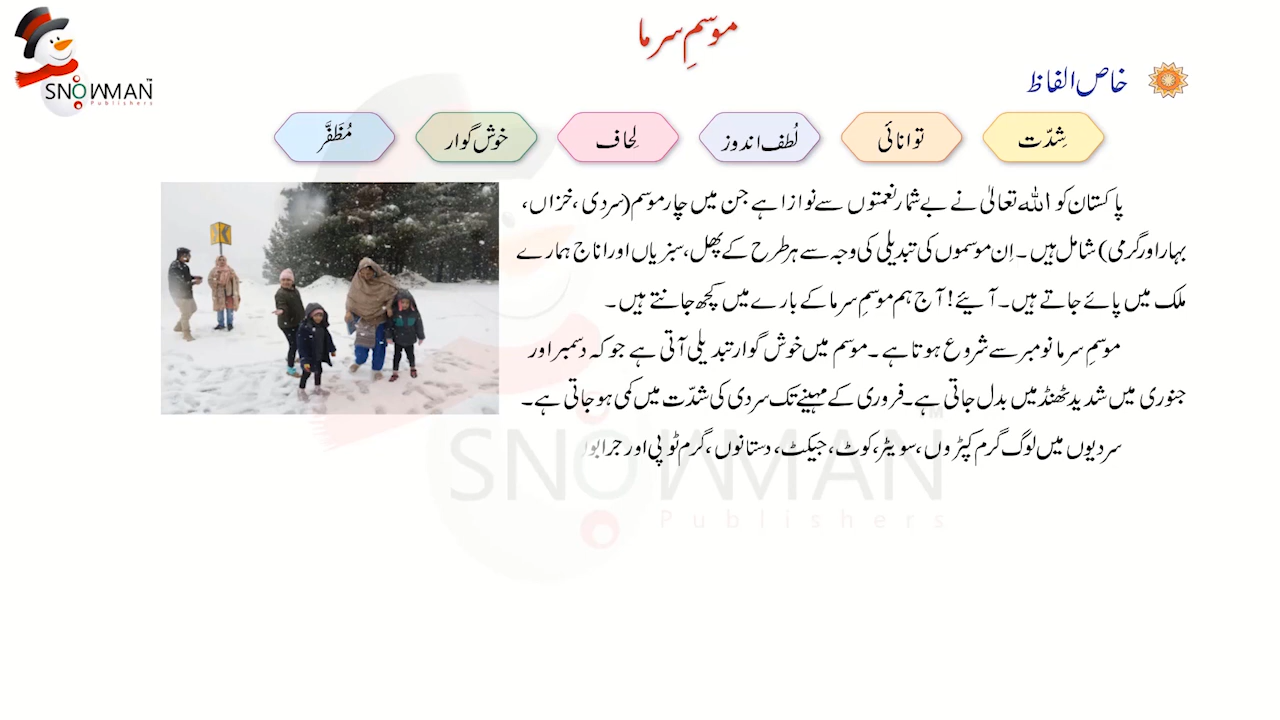 SNOWMAN™
Publishers
موسمِ سرما
خاص الفاظ
شِدّت
توانائی
لُطف اندوز
لِحاف
خوش گوار
مُظَفَّر
پاکستان کو اللہ تعالیٰ نے بے شمار نعمتوں سے نوازا ہے جن میں چار موسم (سردی، خزاں،
بہار اور گرمی) شامل ہیں۔ اِن موسموں کی تبدیلی کی وجہ سے ہر طرح کے پھل، سبزیاں اور اناج ہمارے
ملک میں پائے جاتے ہیں۔ آیئے! آج ہم موسمِ سرما کے بارے میں کچھ جانتے ہیں۔
موسمِ سرما نومبر سے شروع ہوتا ہے۔ موسم میں خوش گوار تبدیلی آتی ہے جو کہ دسمبر اور
جنوری میں شدید ٹھنڈ میں بدل جاتی ہے۔ فروری کے مہینے تک سردی کی شدّت میں کمی ہو جاتی ہے۔
سردیوں میں لوگ گرم کپڑوں، سویٹر، کوٹ، جیکٹ، دستانوں، گرم ٹوپی اور
SNOWMAN™
Publishers